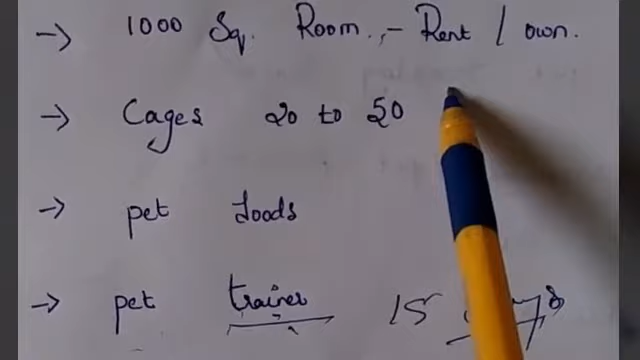 → 1000 Sq. Room., - Rent / own.
→ Cages 20 to 50
→ pet foods
→ pet trainer 15